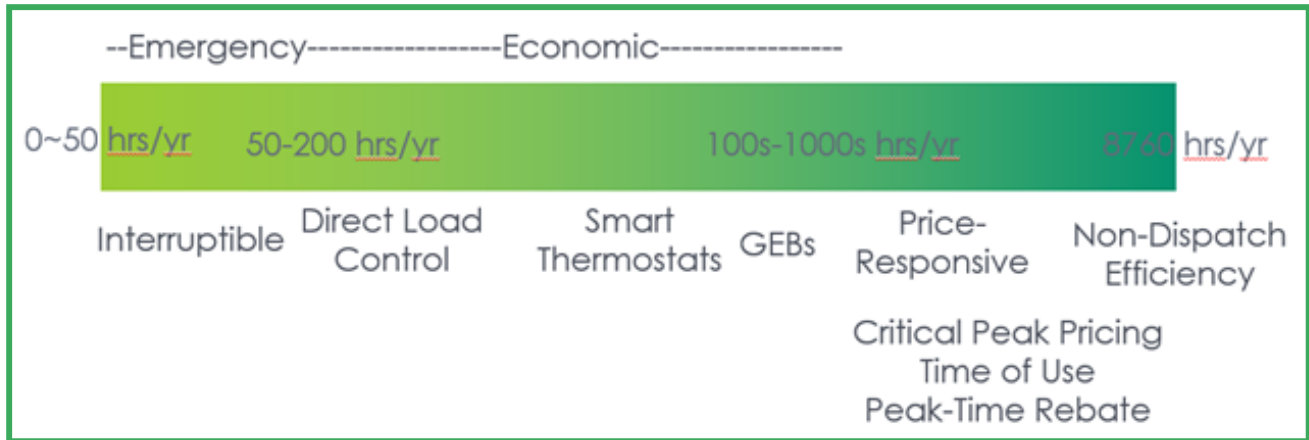 --Emergency------------------Economic-----------------
0~50 hrs/yr 50-200 hrs/yr 100s-1000s hrs/yr 8760 hrs/yr
Interruptible
Direct Load
Control
Smart
Thermostats
GEBs
Price-
Responsive
Non-Dispatch
Efficiency
Critical Peak Pricing
Time of Use
Peak-Time Rebate